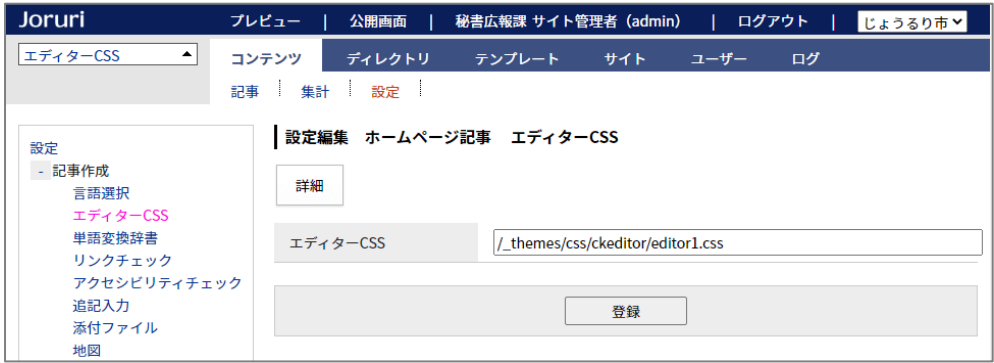 Joruri プレビュー | 公開画面 | 秘書広報課 サイト管理者 (admin) | ログアウト | じょうるり市
エディターCSS コンテンツ ディレクトリ テンプレート サイト ユーザー ログ
記事 集計 設定
設定編集 ホームページ記事 エディターCSS
設定
- 記事作成
言語選択
エディターCSS
単語変換辞書
リンクチェック
アクセシビリティチェック
追記入力
添付ファイル
地図
詳細
エディターCSS /_themes/css/ckeditor/editor1.css
登録